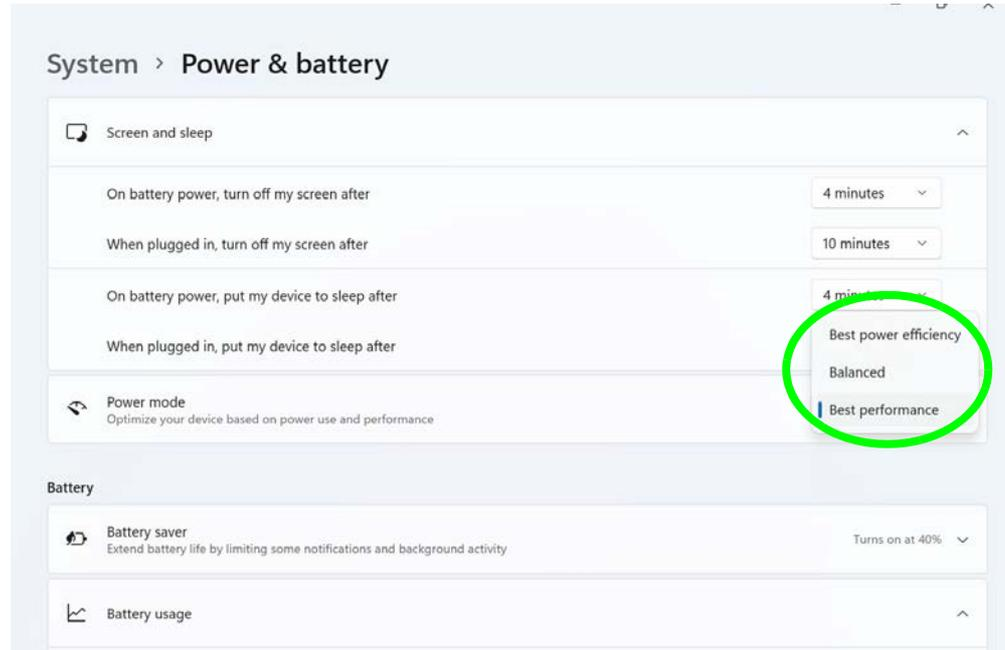 System > Power & battery
Screen and sleep
On battery power, turn off my screen after
4 minutes
When plugged in, turn off my screen after
10 minutes
On battery power, put my device to sleep after
4 minutes
When plugged in, put my device to sleep after
Best power efficiency
Balanced
Best performance
Power mode
Optimize your device based on power use and performance
Battery
Battery saver
Extend battery life by limiting some notifications and background activity
Turns on at 40%
Battery usage